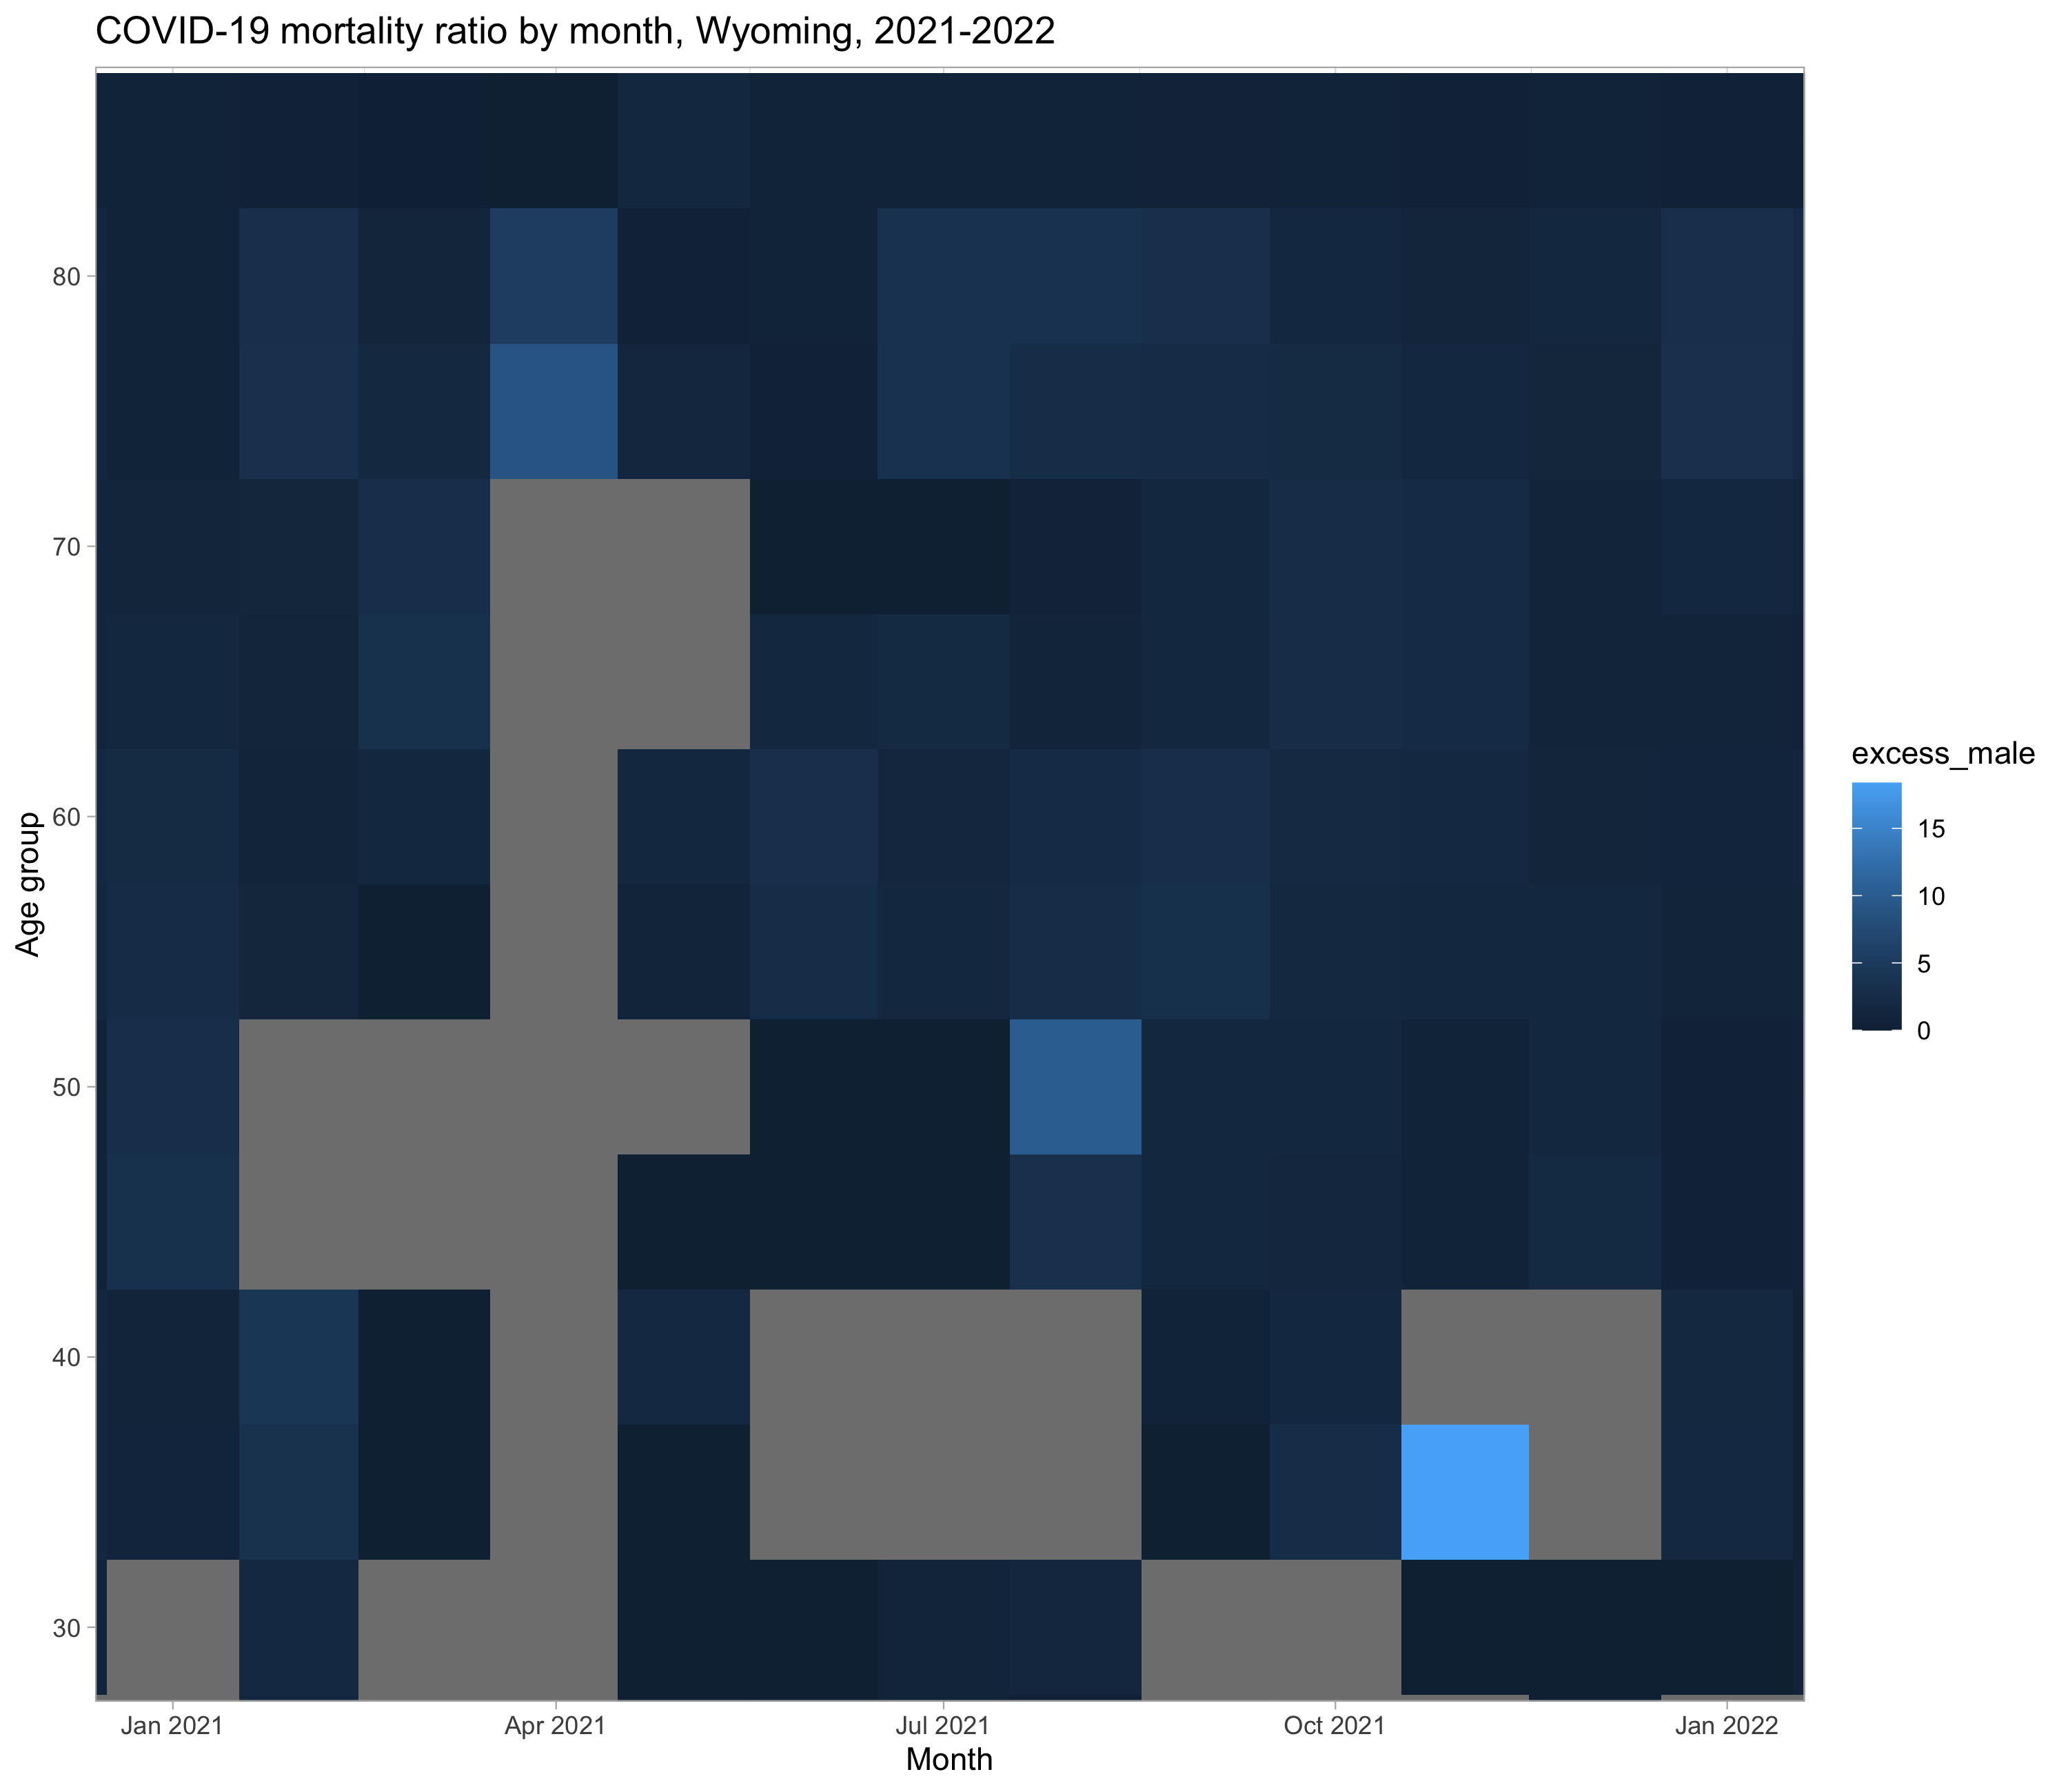 COVID-19 mortality ratio by month, Wyoming, 2021-2022
Age group
80
70
60
50
40
30
Jan 2021 Apr 2021 Jul 2021 Oct 2021 Jan 2022
Month
excess_male
15
10
5
0